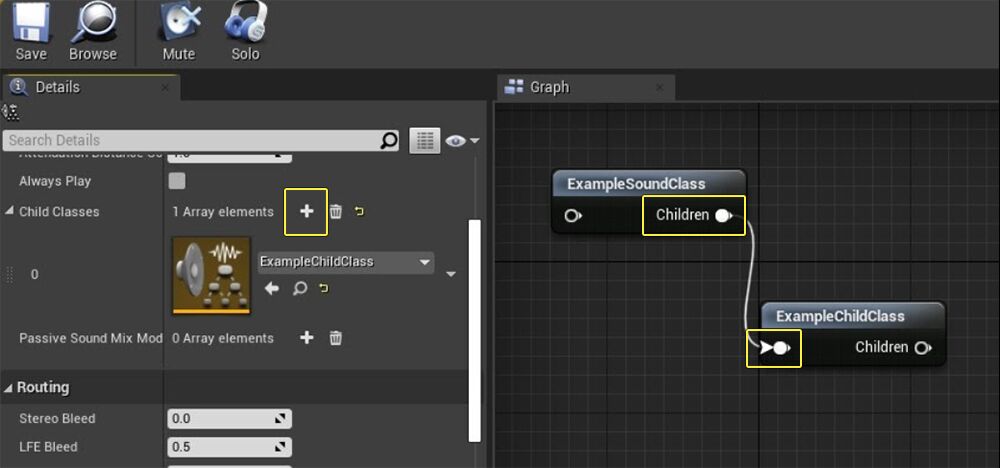 Save Browse Mute Solo
Details
Graph
Search Details
Always Play
Child Classes 1 Array elements
0 ExampleChildClass
Passive Sound Mix Mod 0 Array elements
Routing
Stereo Bleed 0.0
LFE Bleed 0.5
ExampleSoundClass
Children
ExampleChildClass
Children